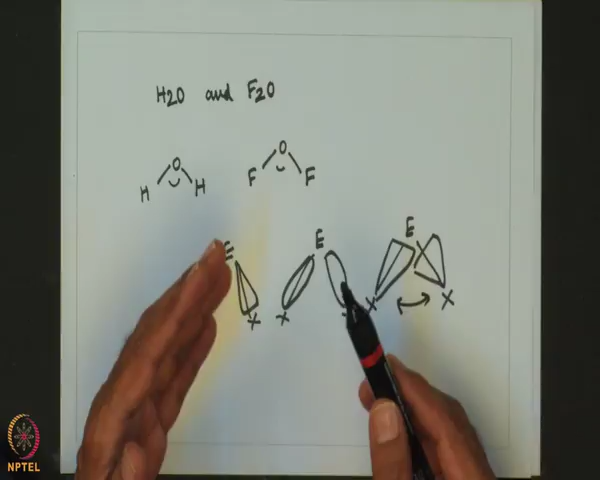 H2O and F2O
O O
H H F F
E E E
X X X X
NPTEL